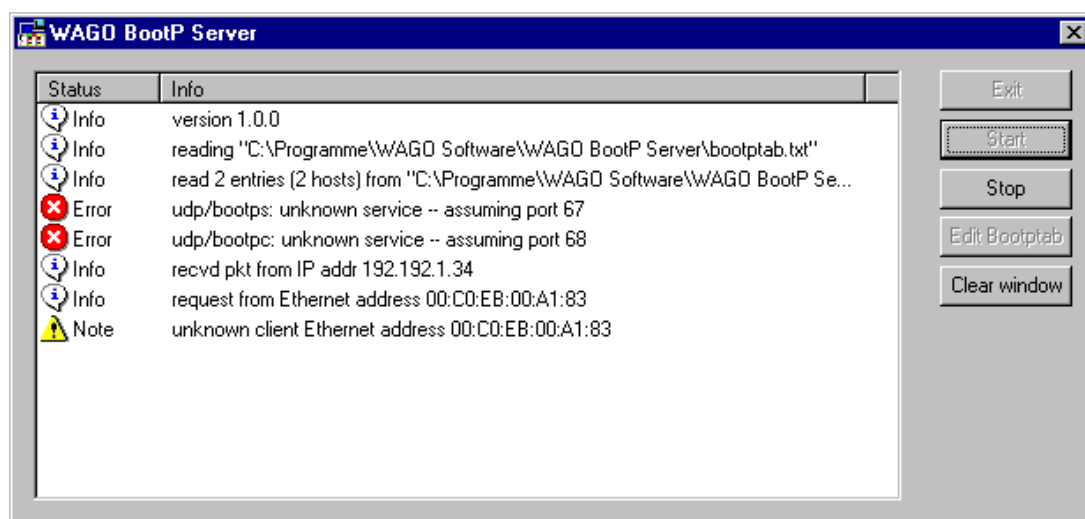 WAGO BootP Server
Status Info
Info version 1.0.0
Info reading "C:\Programme\WAGO Software\WAGO BootP Server\bootptab.txt"
Info read 2 entries (2 hosts) from "C:\Programme\WAGO Software\WAGO BootP Se...
Error udp/bootps: unknown service -- assuming port 67
Error udp/bootpc: unknown service -- assuming port 68
Info recvd pkt from IP addr 192.192.1.34
Info request from Ethernet address 00:C0:EB:00:A1:83
Note unknown client Ethernet address 00:C0:EB:00:A1:83
Exit
Start
Stop
Edit Bootptab
Clear window